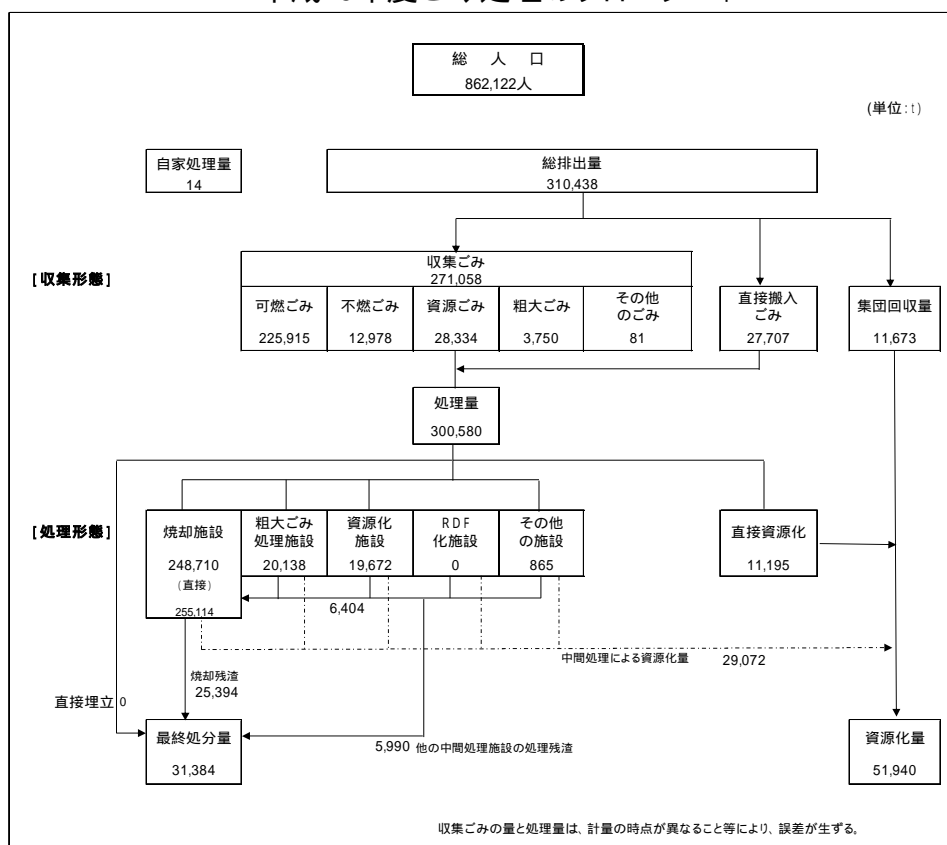 総 人 口
862,122人
(単位:t)
自家処理量
14
総排出量
310,438
[収集形態]
収集ごみ
271,058
可燃ごみ
225,915
不燃ごみ
12,978
資源ごみ
28,334
粗大ごみ
3,750
その他
のごみ
81
直接搬入
ごみ
27,707
集団回収量
11,673
処理量
300,580
[処理形態]
焼却施設
248,710
(直接)
255,114
粗大ごみ
処理施設
20,138
資源化
施設
19,672
RDF
化施設
0
その他
の施設
865
直接資源化
11,195
6,404
中間処理による資源化量 29,072
焼却残渣
25,394
直接埋立 0
最終処分量
31,384
5,990 他の中間処理施設の処理残渣
資源化量
51,940
収集ごみの量と処理量は、計量の時点が異なること等により、誤差が生ずる。